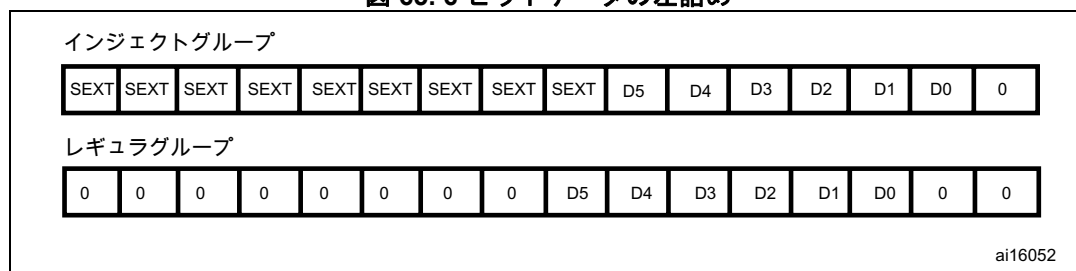 インジェクトグループ
SEXT SEXT SEXT SEXT SEXT SEXT SEXT SEXT SEXT D5 D4 D3 D2 D1 D0 0
レギュラグループ
0 0 0 0 0 0 0 0 D5 D4 D3 D2 D1 D0 0 0
ai16052